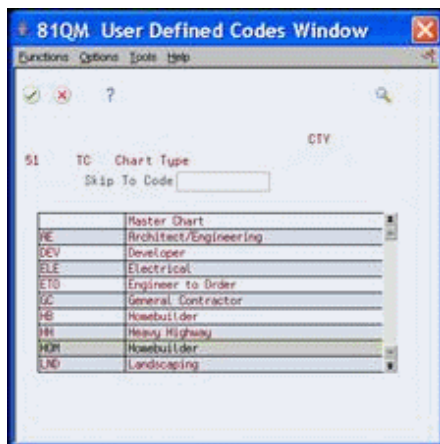 81QM User Defined Codes Window
Functions Options Tools Help
?
CTY
51 TC Chart Type
Skip To Code
Master Chart
AE Architect/Engineering
DEV Developer
ELE Electrical
ETO Engineer to Order
GC General Contractor
HB Homebuilder
HH Heavy Highway
HOM Homebuilder
LND Landscaping